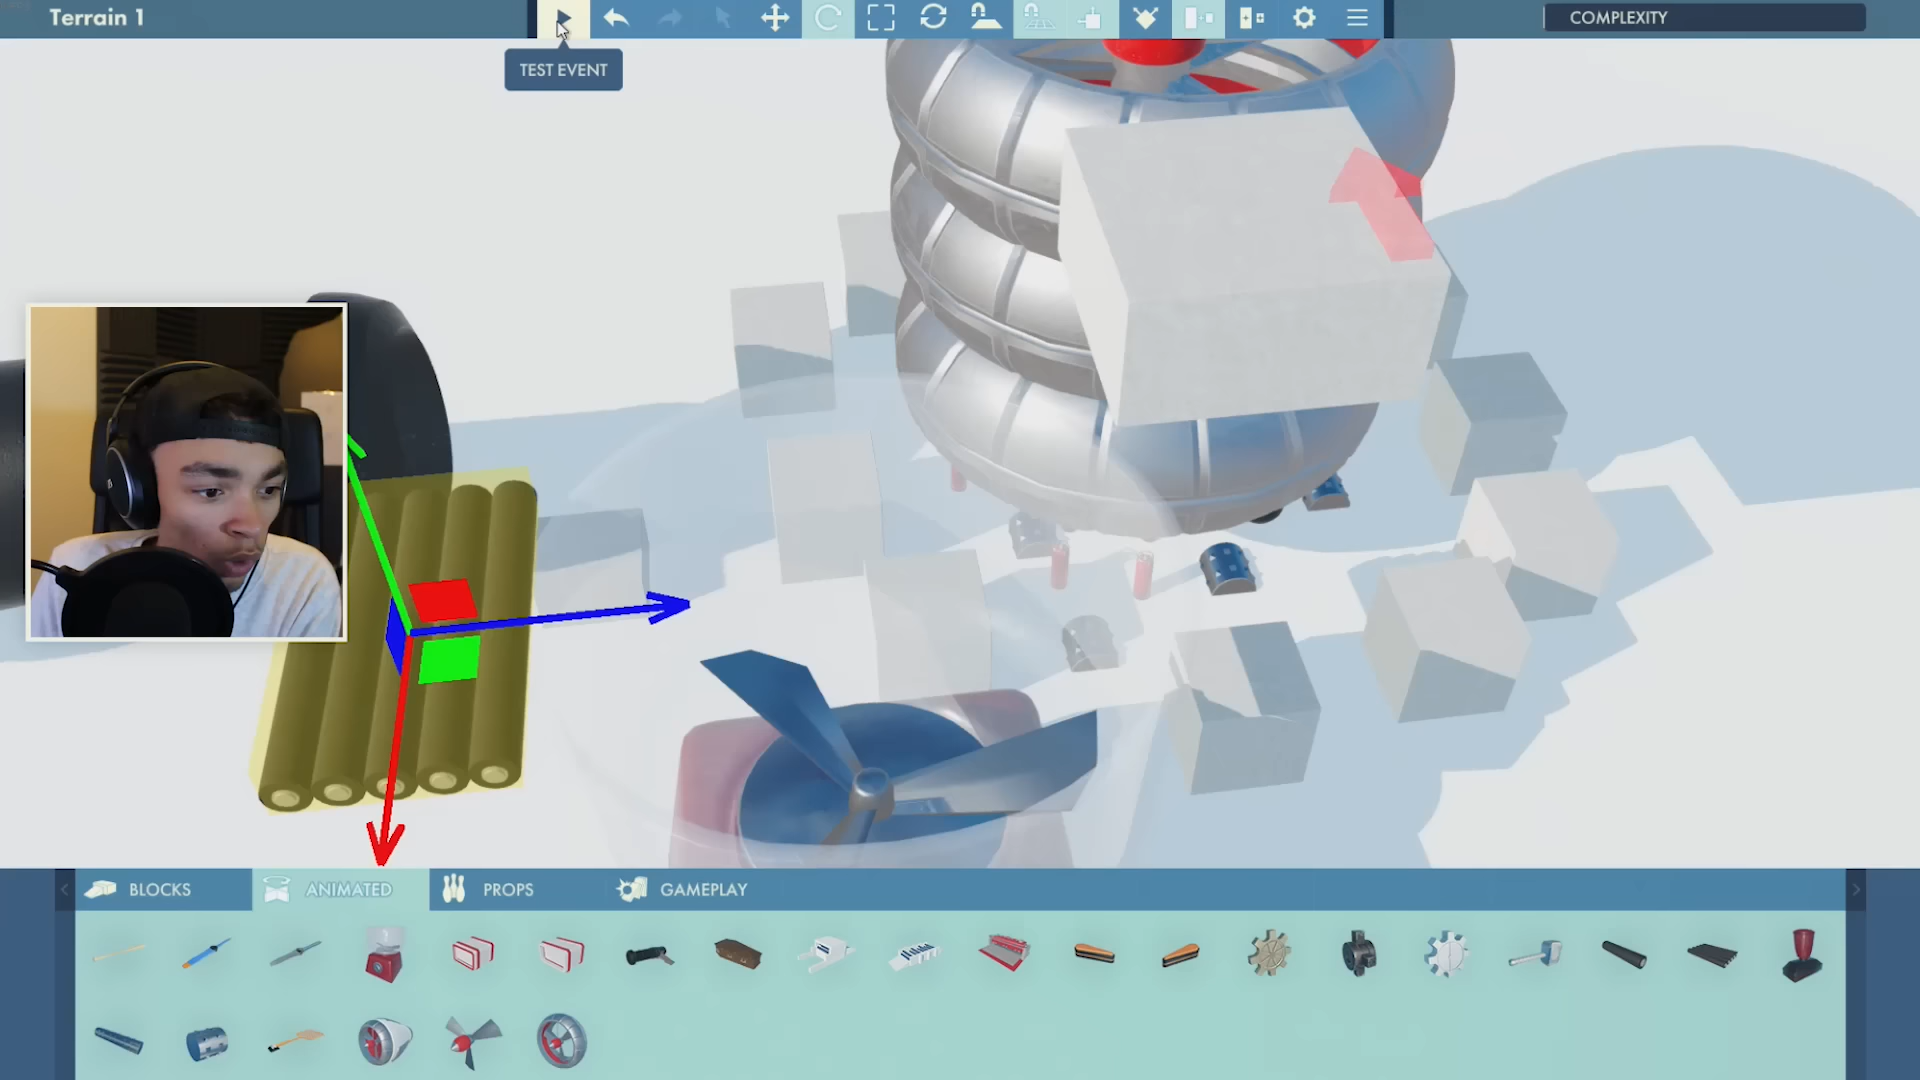 Terrain 1
COMPLEXITY
TEST EVENT
BLOCKS
ANIMATED
PROPS
GAMEPLAY